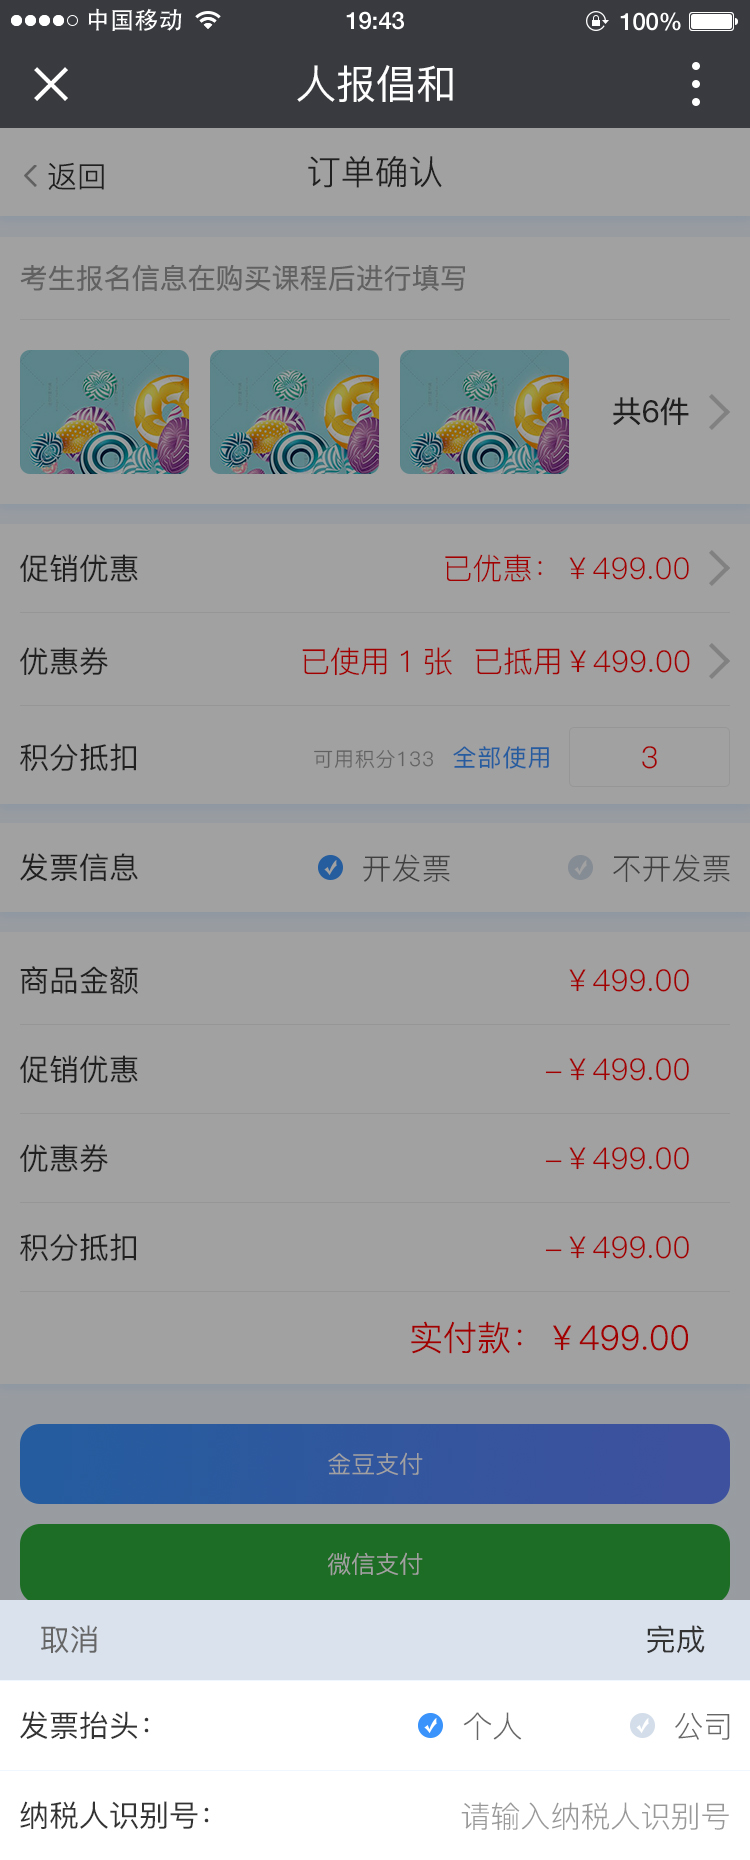 中国移动 19:43 100%
人报倡和
返回 订单确认
考生报名信息在购买课程后进行填写
共6件
促销优惠 已优惠：￥499.00
优惠券 已使用 1 张 已抵用￥499.00
积分抵扣 可用积分133 全部使用 3
发票信息 开发票 不开发票
商品金额 ￥499.00
促销优惠 –￥499.00
优惠券 –￥499.00
积分抵扣 –￥499.00
实付款：￥499.00
金豆支付
微信支付
取消 完成
发票抬头： 个人 公司
纳税人识别号： 请输入纳税人识别号